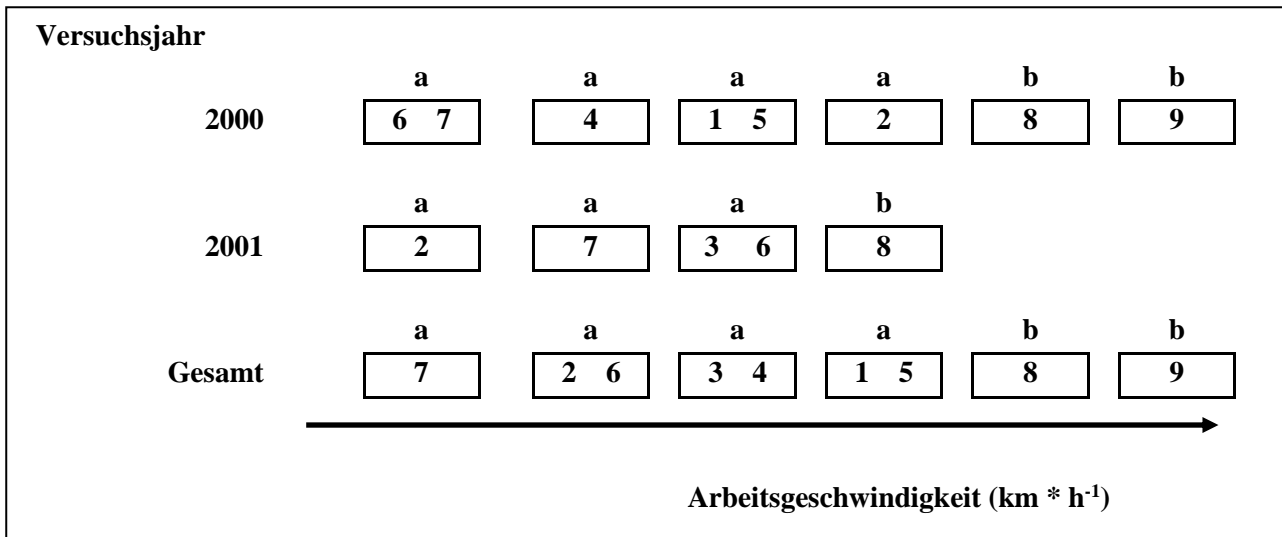 Versuchsjahr
a a a a b b
2000 6 7 4 1 5 2 8 9
a a a b
2001 2 7 3 6 8
a a a a b b
Gesamt 7 2 6 3 4 1 5 8 9
Arbeitsgeschwindigkeit (km * h⁻¹)